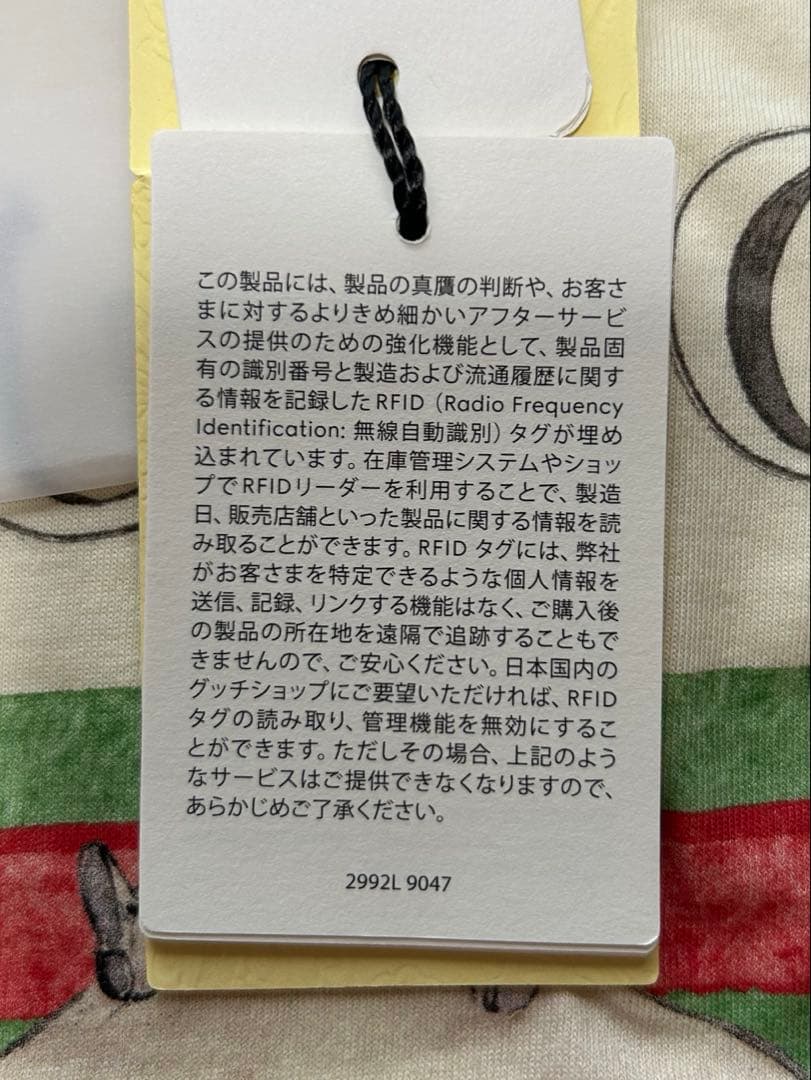 この製品には、製品の真贋の判断や、お客さ
まに対するよりきめ細かいアフターサービ
スの提供のための強化機能として、製品固
有の識別番号と製造および流通履歴に関す
る情報を記録したRFID（Radio Frequency
Identification: 無線自動識別）タグが埋め
込まれています。在庫管理システムやショッ
プでRFIDリーダーを利用することで、製造
日、販売店舗といった製品に関する情報を読
み取ることができます。RFID タグには、弊社
がお客さまを特定できるような個人情報を
送信、記録、リンクする機能はなく、ご購入後
の製品の所在地を遠隔で追跡することもで
きませんので、ご安心ください。日本国内の
グッチショップにご要望いただければ、RFID
タグの読み取り、管理機能を無効にするこ
とができます。ただしその場合、上記のよう
なサービスはご提供できなくなりますので、
あらかじめご了承ください。
2992L 9047